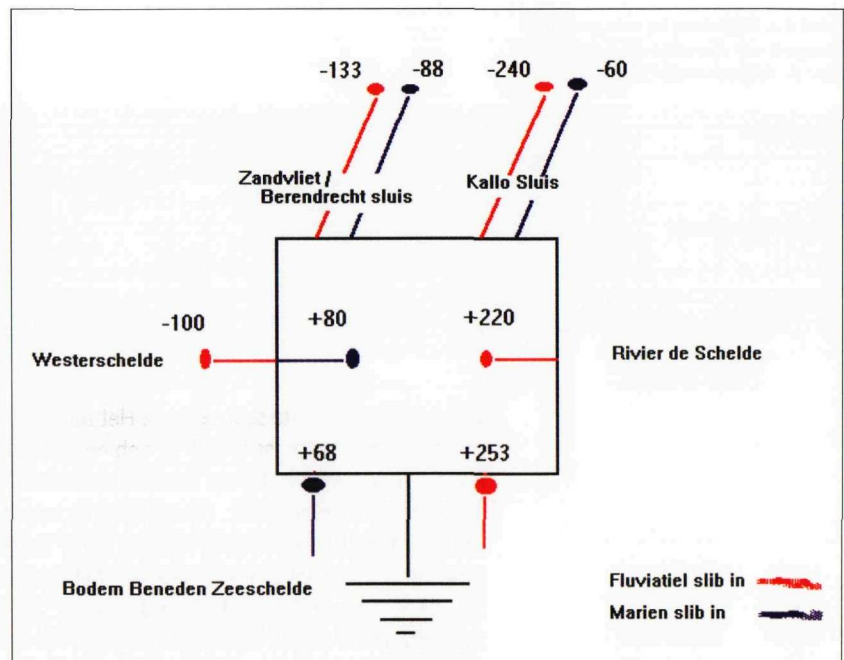 -133
-88
-240
-60
Zandvliet /
Berendrecht sluis
Kallo Sluis
-100
+80
+220
Westerschelde
Rivier de Schelde
+68
+253
Bodem Beneden Zeeschelde
Fluviatiel slib in
Marien slib in